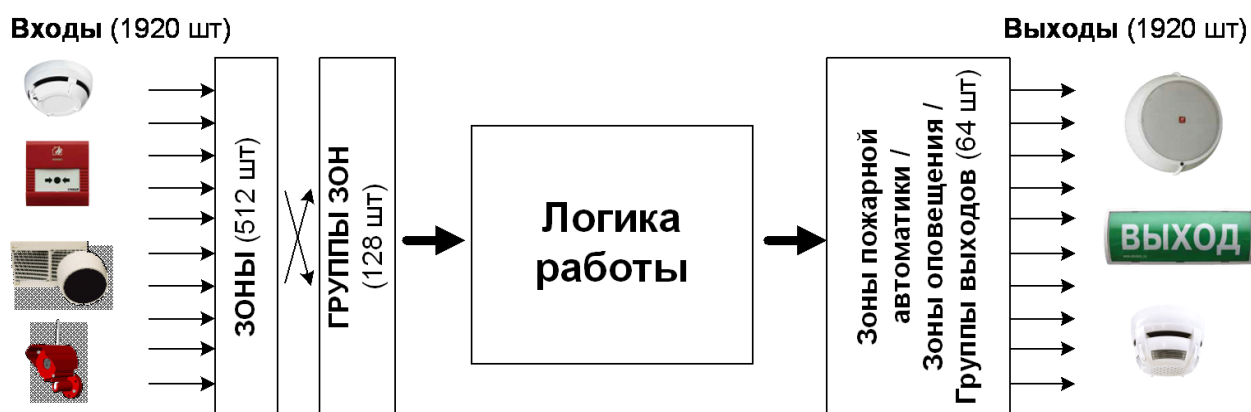 Входы (1920 шт)
Выходы (1920 шт)
ЗОНЫ (512 шт)
ГРУППЫ ЗОН
(128 шт)
Логика
работы
Зоны пожарной
автоматики /
Зоны оповещения /
Группы выходов (64 шт)
ВЫХОД